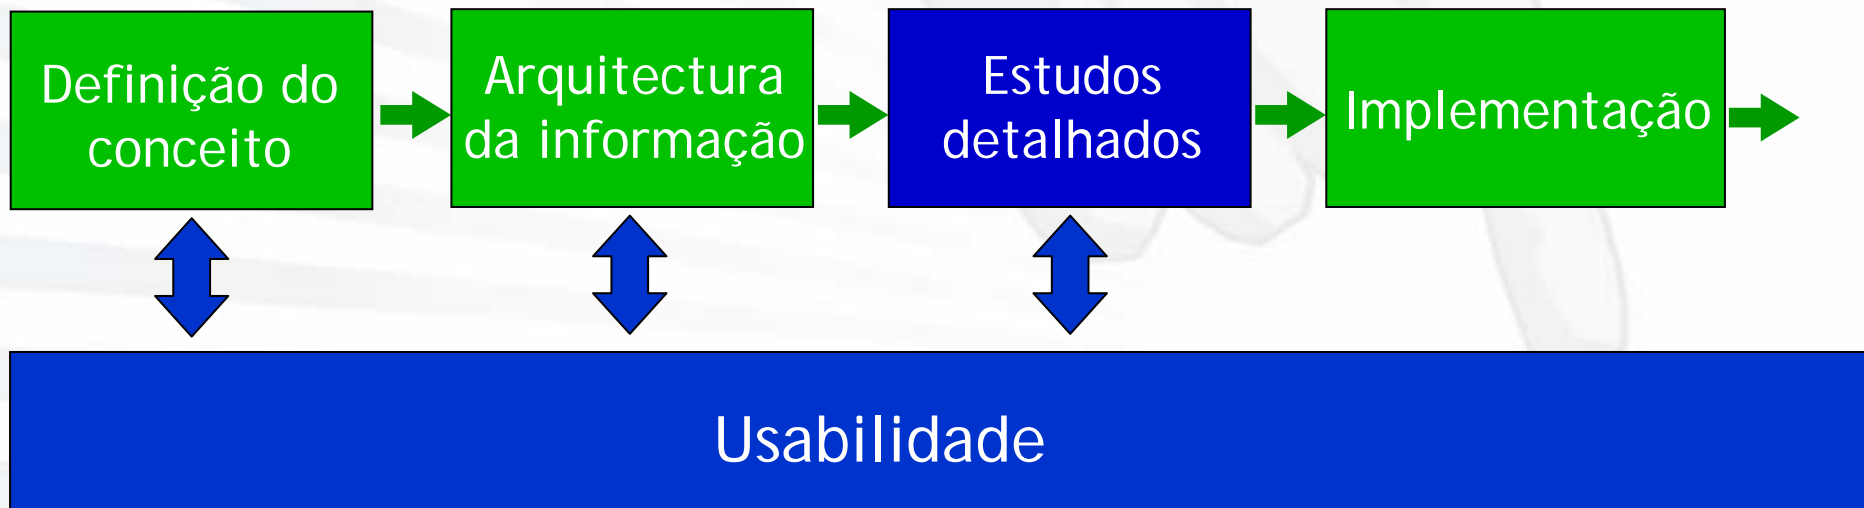 Definição do
conceito
Arquitectura
da informação
Estudos
detalhados
Implementação
Usabilidade